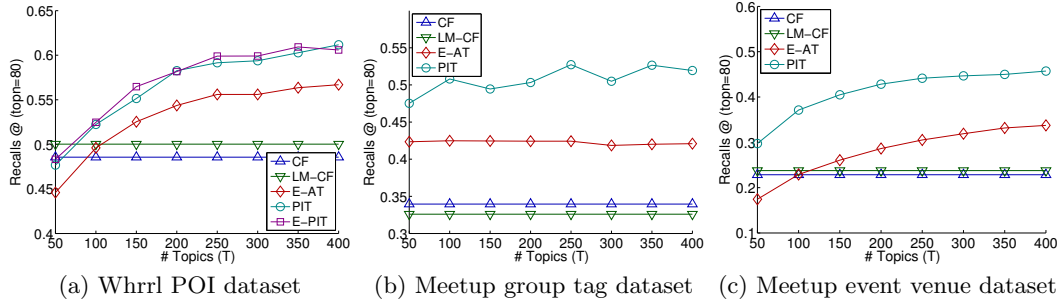 Recalls @ (topn=80)
0.65
0.6
0.55
0.5
0.45
0.4
50 100 150 200 250 300 350 400
# Topics (T)
CF
LM-CF
E-AT
PIT
E-PIT
(a) Whrrl POI dataset
Recalls @ (topn=80)
0.55
0.5
0.45
0.4
0.35
0.3
50 100 150 200 250 300 350 400
# Topics (T)
CF
LM-CF
E-AT
PIT
(b) Meetup group tag dataset
Recalls @ (topn=80)
0.6
0.5
0.4
0.3
0.2
0.1
50 100 150 200 250 300 350 400
# Topics (T)
CF
LM-CF
E-AT
PIT
(c) Meetup event venue dataset